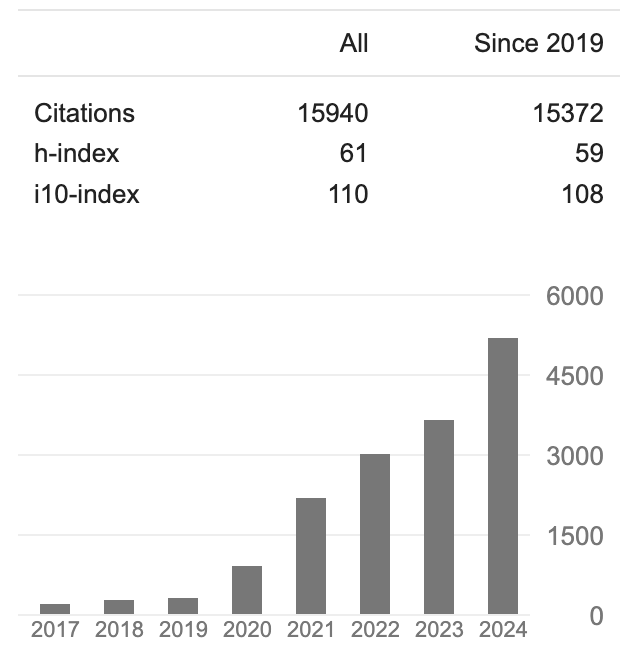 All Since 2019
Citations 15940 15372
h-index 61 59
i10-index 110 108
6000
4500
3000
1500
0
2017 2018 2019 2020 2021 2022 2023 2024